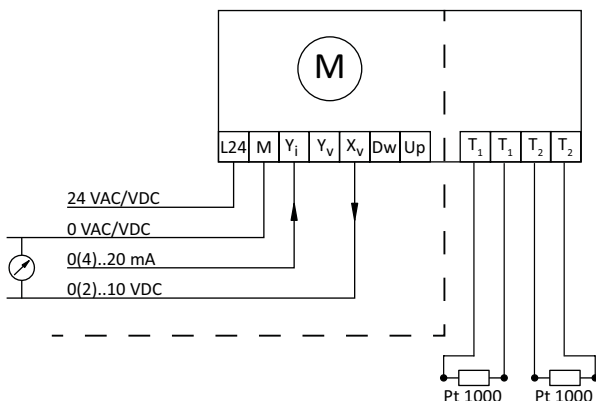 M
L24 M Yi Yv Xv Dw Up T1 T1 T2 T2
24 VAC/VDC
0 VAC/VDC
0(4)..20 mA
0(2)..10 VDC
Pt 1000 Pt 1000